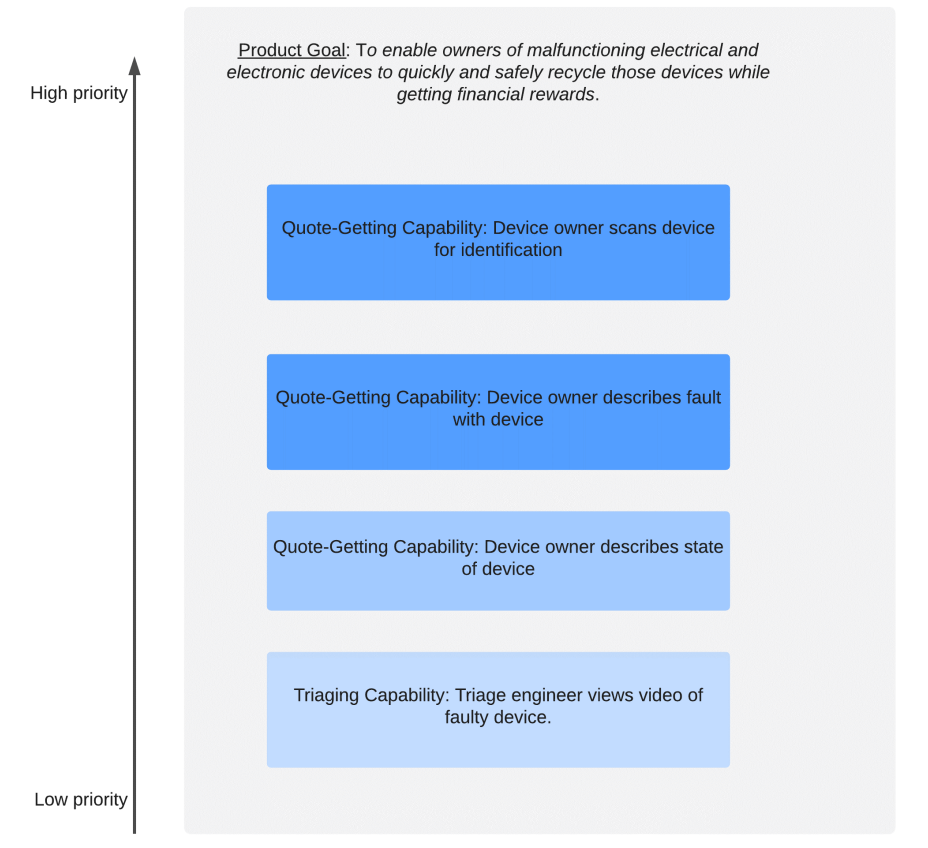 Product Goal: To enable owners of malfunctioning electrical and
electronic devices to quickly and safely recycle those devices while
getting financial rewards.
High priority
Quote-Getting Capability: Device owner scans device
for identification
Quote-Getting Capability: Device owner describes fault
with device
Quote-Getting Capability: Device owner describes state
of device
Triaging Capability: Triage engineer views video of
faulty device.
Low priority